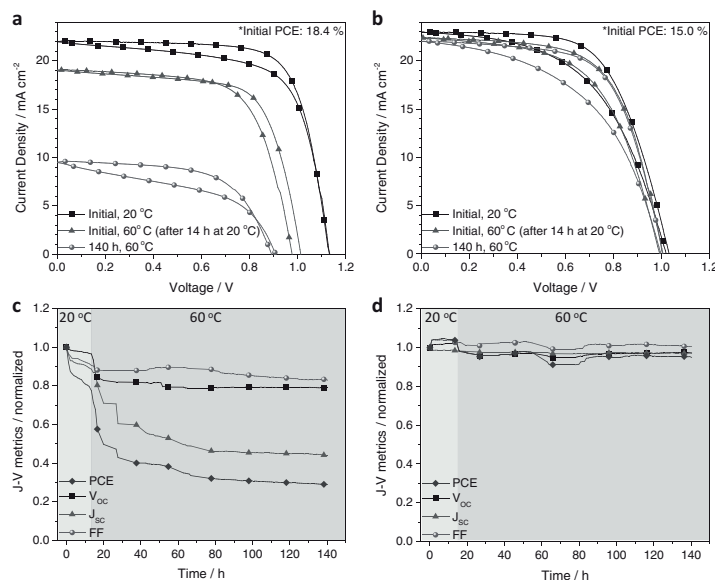 a
*Initial PCE: 18.4 %
Current Density / mA cm⁻²
20
15
10
5
0
Initial, 20 °C
Initial, 60°C (after 14 h at 20 °C)
140 h, 60°C
0.0 0.2 0.4 0.6 0.8 1.0 1.2
Voltage / V
b
*Initial PCE: 15.0 %
Current Density / mA cm⁻²
20
15
10
5
0
Initial, 20 °C
Initial, 60°C (after 14 h at 20 °C)
140 h, 60°C
0.0 0.2 0.4 0.6 0.8 1.0 1.2
Voltage / V
c
20 °C
60 °C
J-V metrics / normalized
1.2
1.0
0.8
0.6
0.4
0.2
0.0
PCE
V_OC
J_SC
FF
0 20 40 60 80 100 120 140
Time / h
d
20 °C
60 °C
J-V metrics / normalized
1.2
1.0
0.8
0.6
0.4
0.2
0.0
PCE
V_OC
J_SC
FF
0 20 40 60 80 100 120 140
Time / h